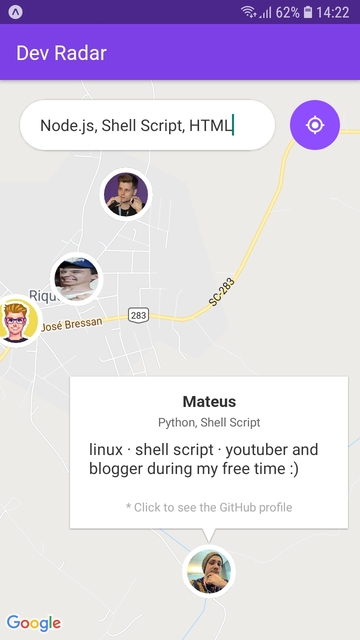 62% 14:22
Dev Radar
Node.js, Shell Script, HTML
SC-283
Riqu
José Bressan
283
Mateus
Python, Shell Script
linux · shell script · youtuber and
blogger during my free time :)
* Click to see the GitHub profile
Google